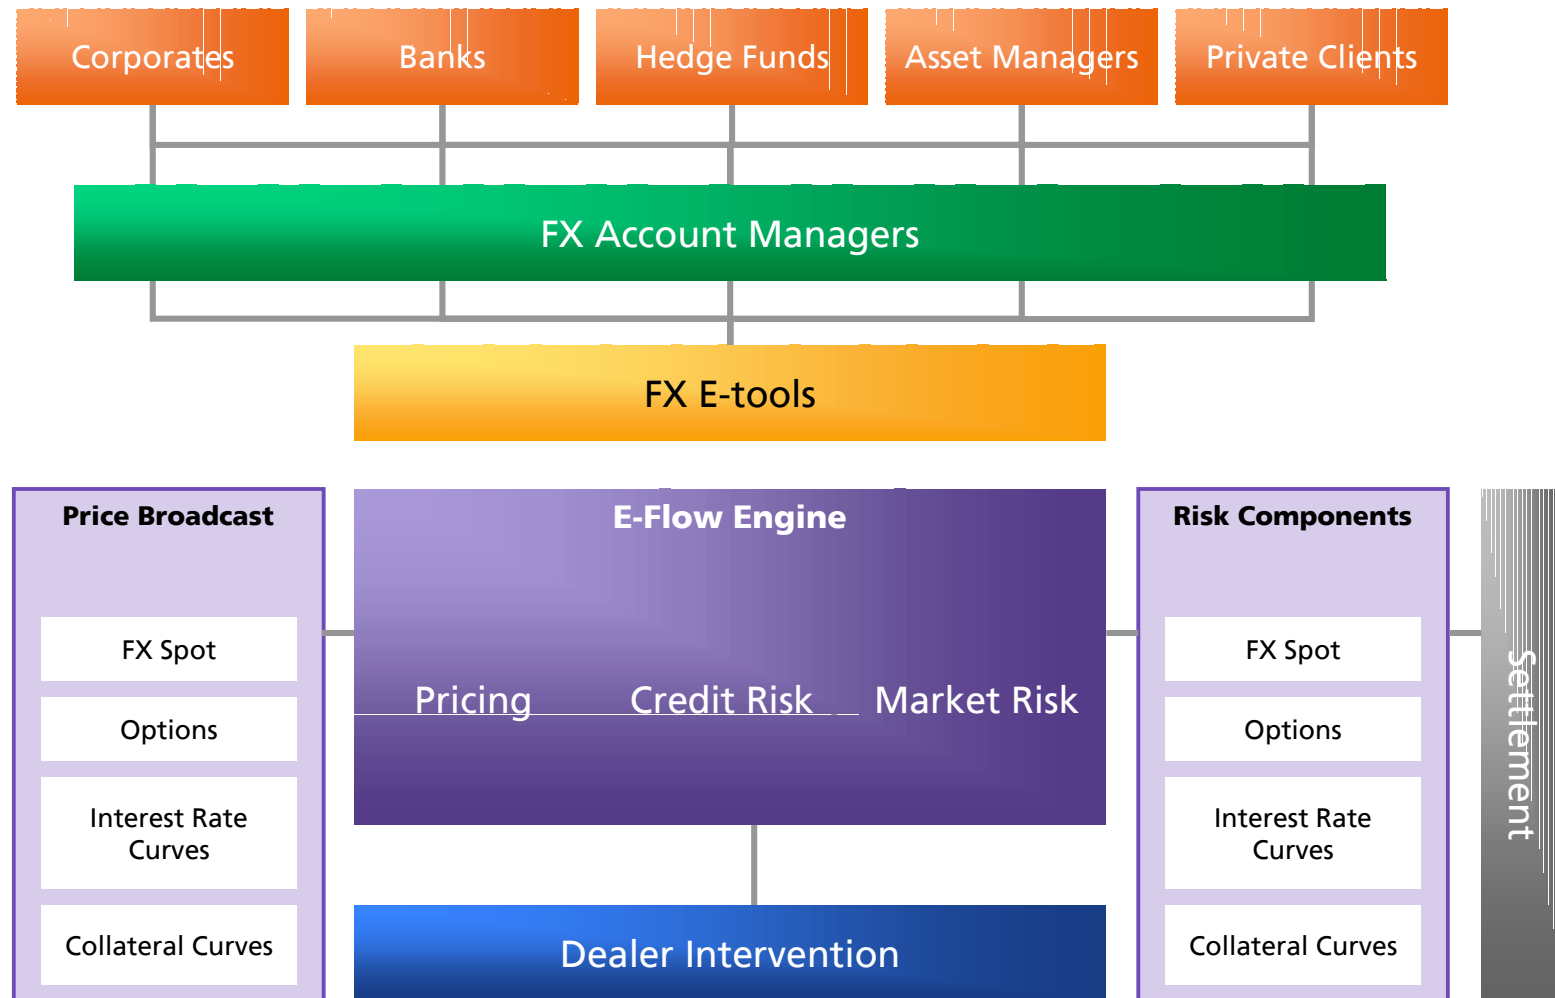 Corporates
Banks
Hedge Funds
Asset Managers
Private Clients
FX Account Managers
FX E-tools
Price Broadcast
FX Spot
Options
Interest Rate
Curves
Collateral Curves
E-Flow Engine
Pricing
Credit Risk
Market Risk
Dealer Intervention
Risk Components
FX Spot
Options
Interest Rate
Curves
Collateral Curves
Settlement